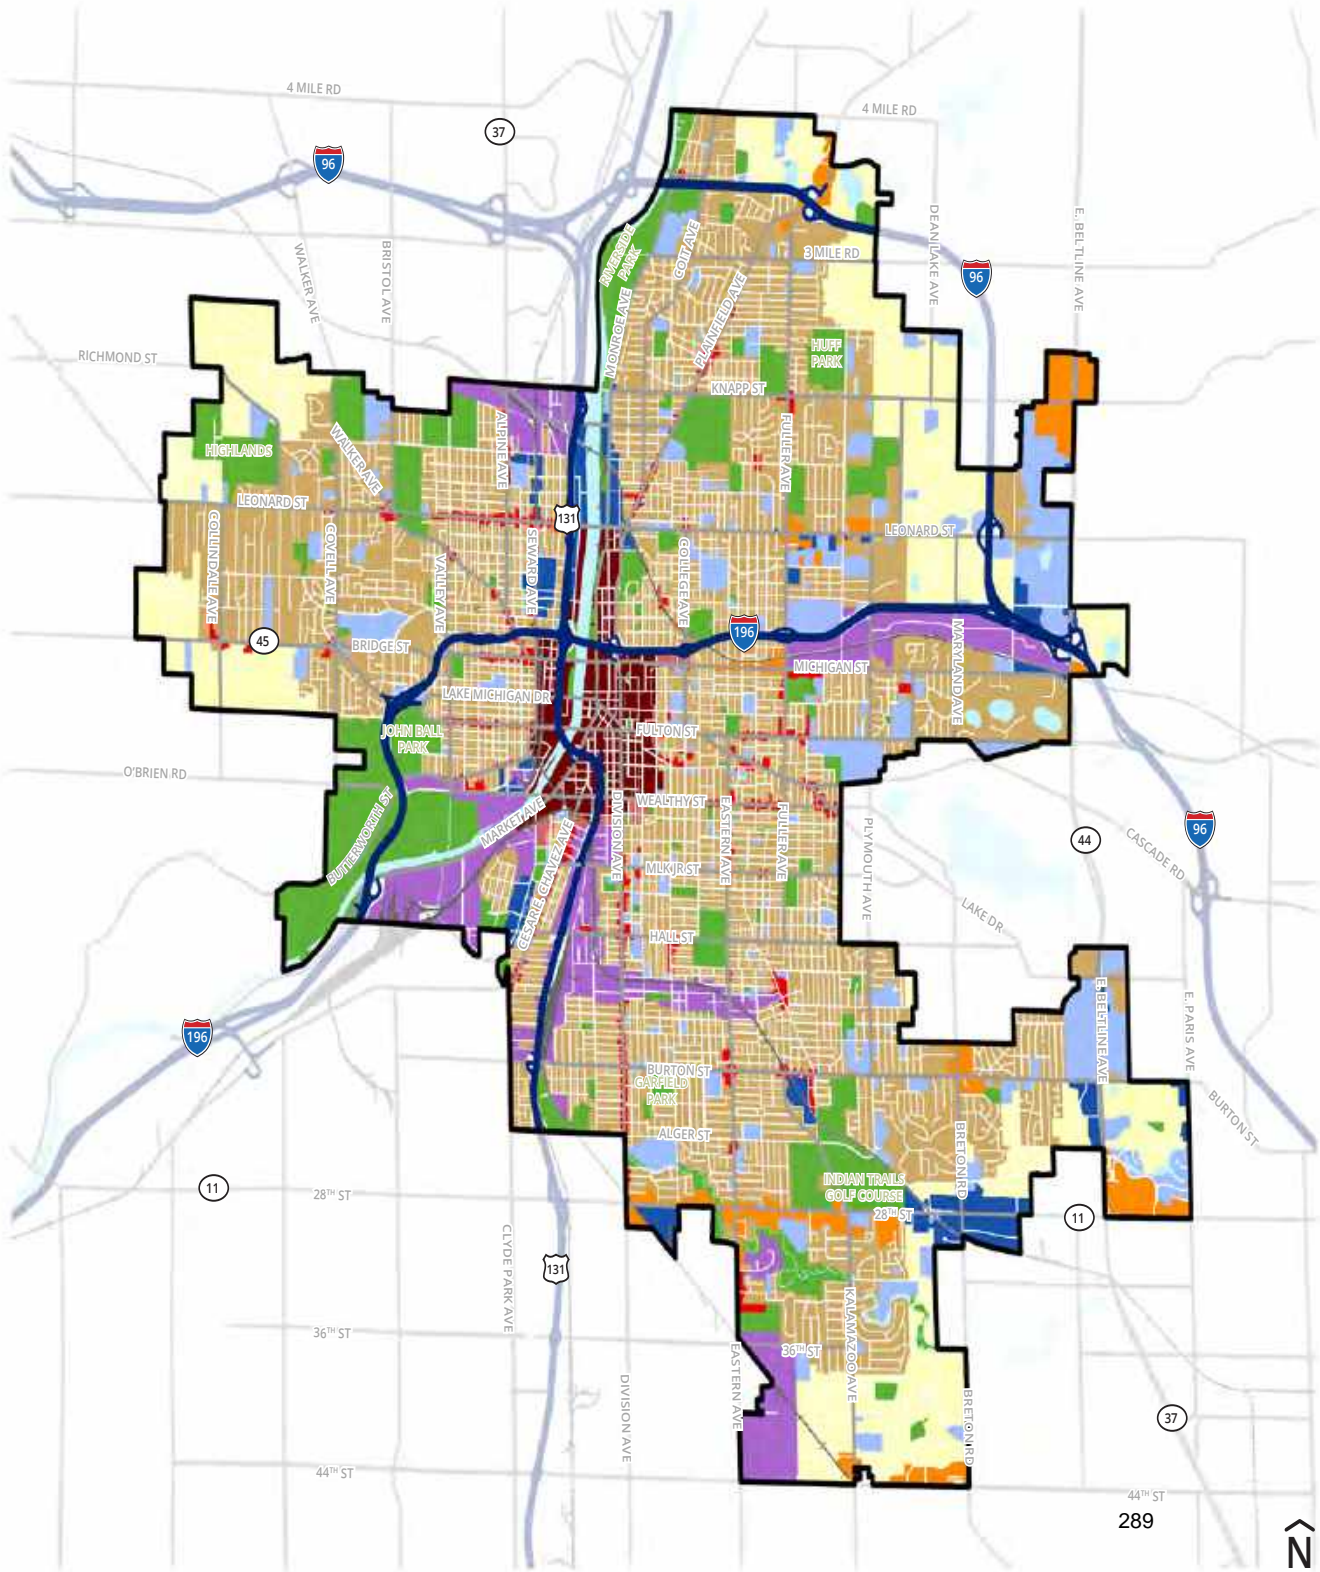 4 MILE RD
4 MILE RD
37
96
DEAN LAKE AVE
E. BELTLINE AVE
RIVERSIDE
PARK
COIT AVE
WALKER AVE
BRISTOL AVE
3 MILE RD
96
MONROE AVE
PLAINFIELD AVE
RICHMOND ST
HUFF
PARK
KNAPP ST
ALPINE AVE
FULLER AVE
WALKER AVE
HIGHLANDS
LEONARD ST
131
LEONARD ST
COLLINDALE AVE
COVELL AVE
VALLEY AVE
SEWARD AVE
COLLEGE AVE
196
45
BRIDGE ST
MARYLAND AVE
MICHIGAN ST
LAKE MICHIGAN DR
JOHN BALL
PARK
FULTON ST
O'BRIEN RD
BUTTERWORTH ST
MARKET AVE
WEALTHY ST
DIVISION AVE
EASTERN AVE
FULLER AVE
PLYMOUTH AVE
44
96
CASCADE RD
CESAR E. CHAVEZ AVE
MLK JR ST
LAKE DR
HALL ST
E. BELTLINE AVE
E. PARIS AVE
196
BURTON ST
GARFIELD
PARK
BURTON ST
ALGER ST
BRETON RD
11
28TH ST
INDIAN TRAILS
GOLF COURSE
28TH ST
11
CLYDE PARK AVE
131
KALAMAZOO AVE
36TH ST
36TH ST
EASTERN AVE
DIVISION AVE
BRETON RD
37
44TH ST
44TH ST
289
N